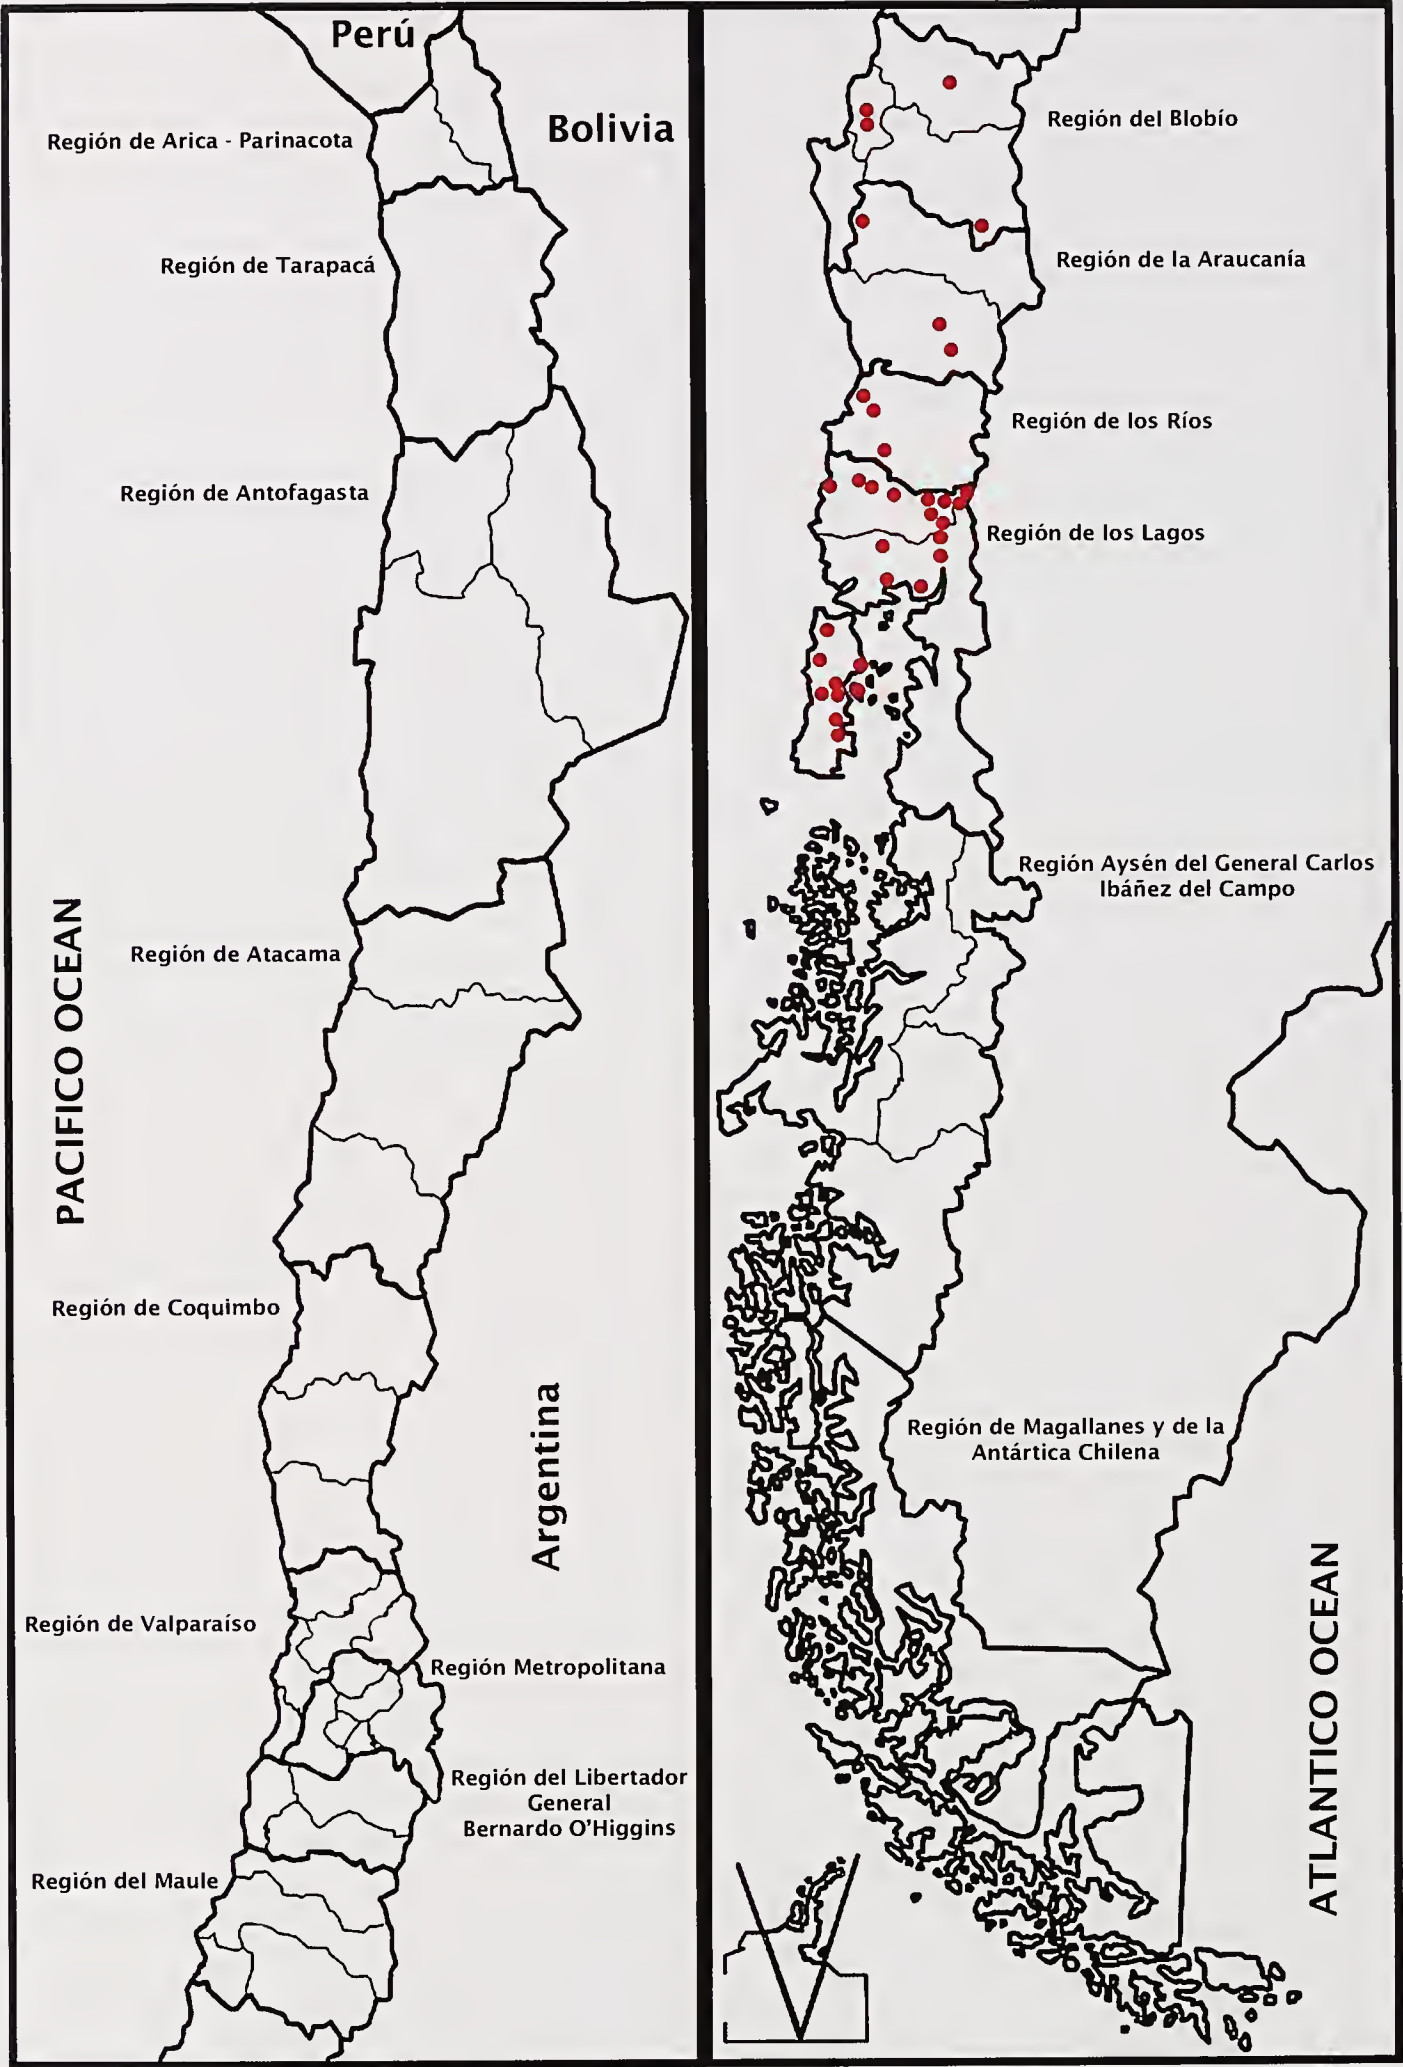 Perú
Bolivia
Región de Arica - Parinacota
Región de Tarapacá
Región de Antofagasta
PACIFICO OCEAN
Región de Atacama
Región de Coquimbo
Argentina
Región de Valparaíso
Región Metropolitana
Región del Libertador
General
Bernardo O'Higgins
Región del Maule
Región del Blobío
Región de la Araucanía
Región de los Ríos
Región de los Lagos
Región Aysén del General Carlos
Ibáñez del Campo
Región de Magallanes y de la
Antártica Chilena
ATLANTICO OCEAN